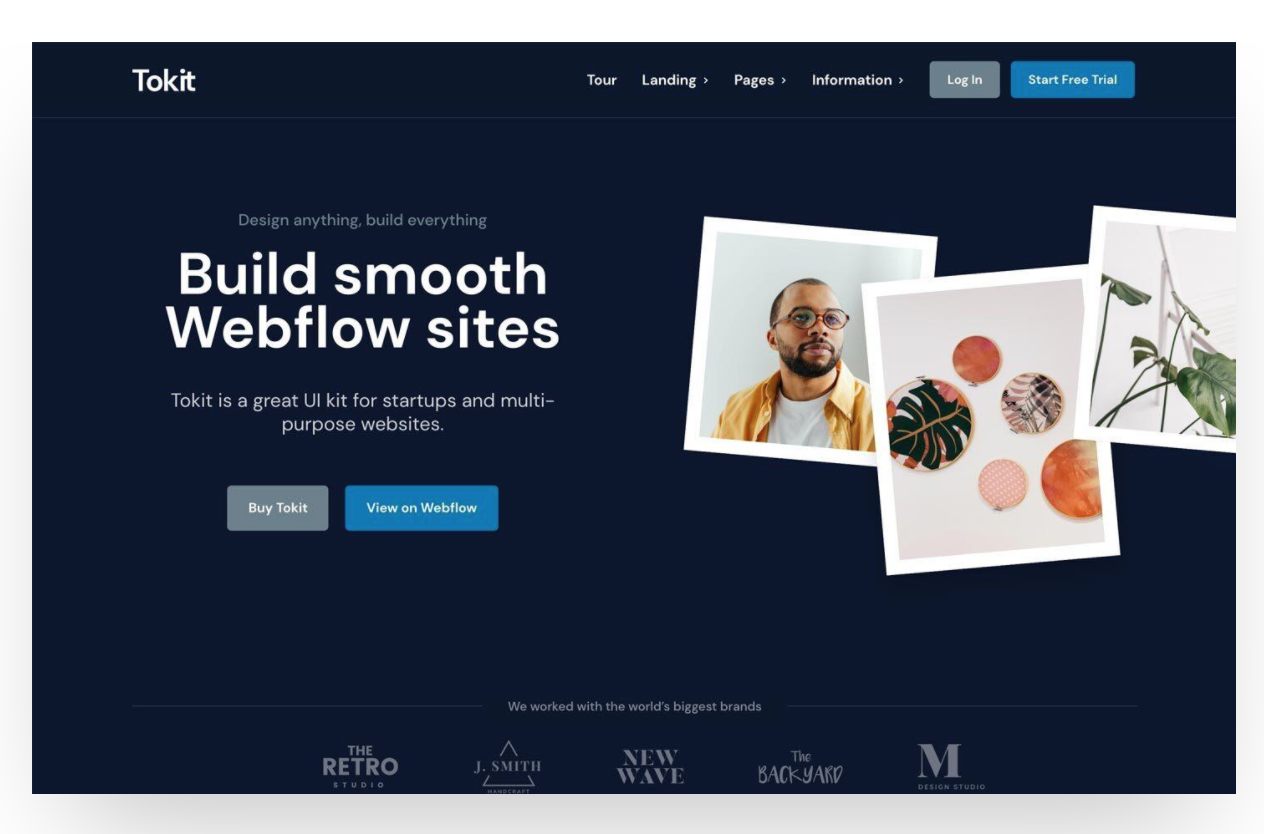 Tokit
Tour Landing › Pages › Information › Log In Start Free Trial
Design anything, build everything
Build smooth
Webflow sites
Tokit is a great UI kit for startups and multi-
purpose websites.
Buy Tokit View on Webflow
We worked with the world's biggest brands
THE
RETRO
STUDIO
J. SMITH
HANDCRAFT
NEW
WAVE
The
BACKYARD
M
DESIGN STUDIO